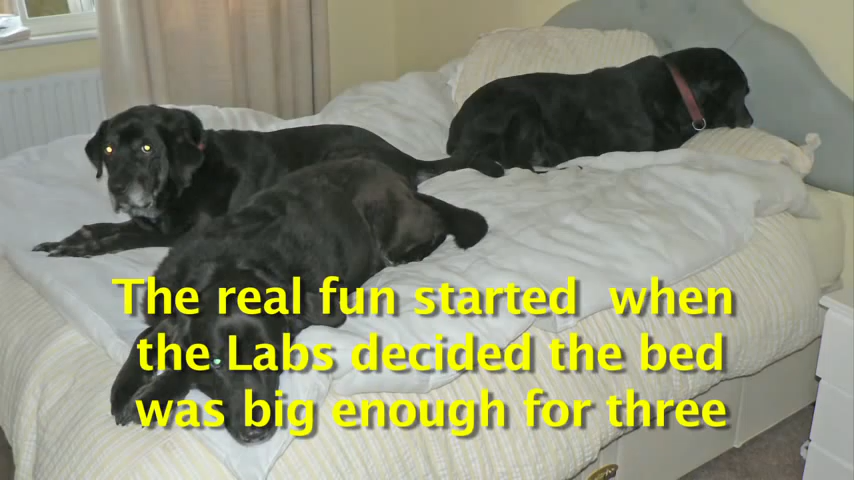 The real fun started  when
the Labs decided the bed
was big enough for three